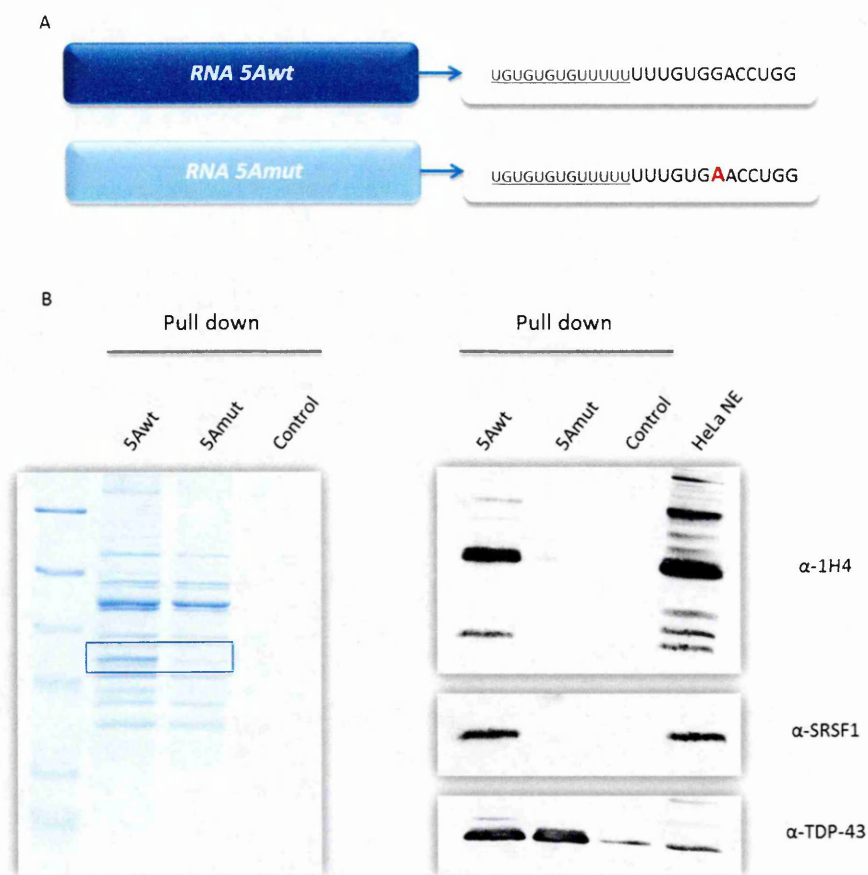 A
RNA 5Awt
UGUGUGUGUUUUUUUUGUGGACCUGG
RNA 5Amut
UGUGUGUGUUUUUUUUGUGAACCUGG
B
Pull down
Pull down
5Awt
5Amut
Control
5Awt
5Amut
Control
HeLa NE
α-1H4
α-SRSF1
α-TDP-43